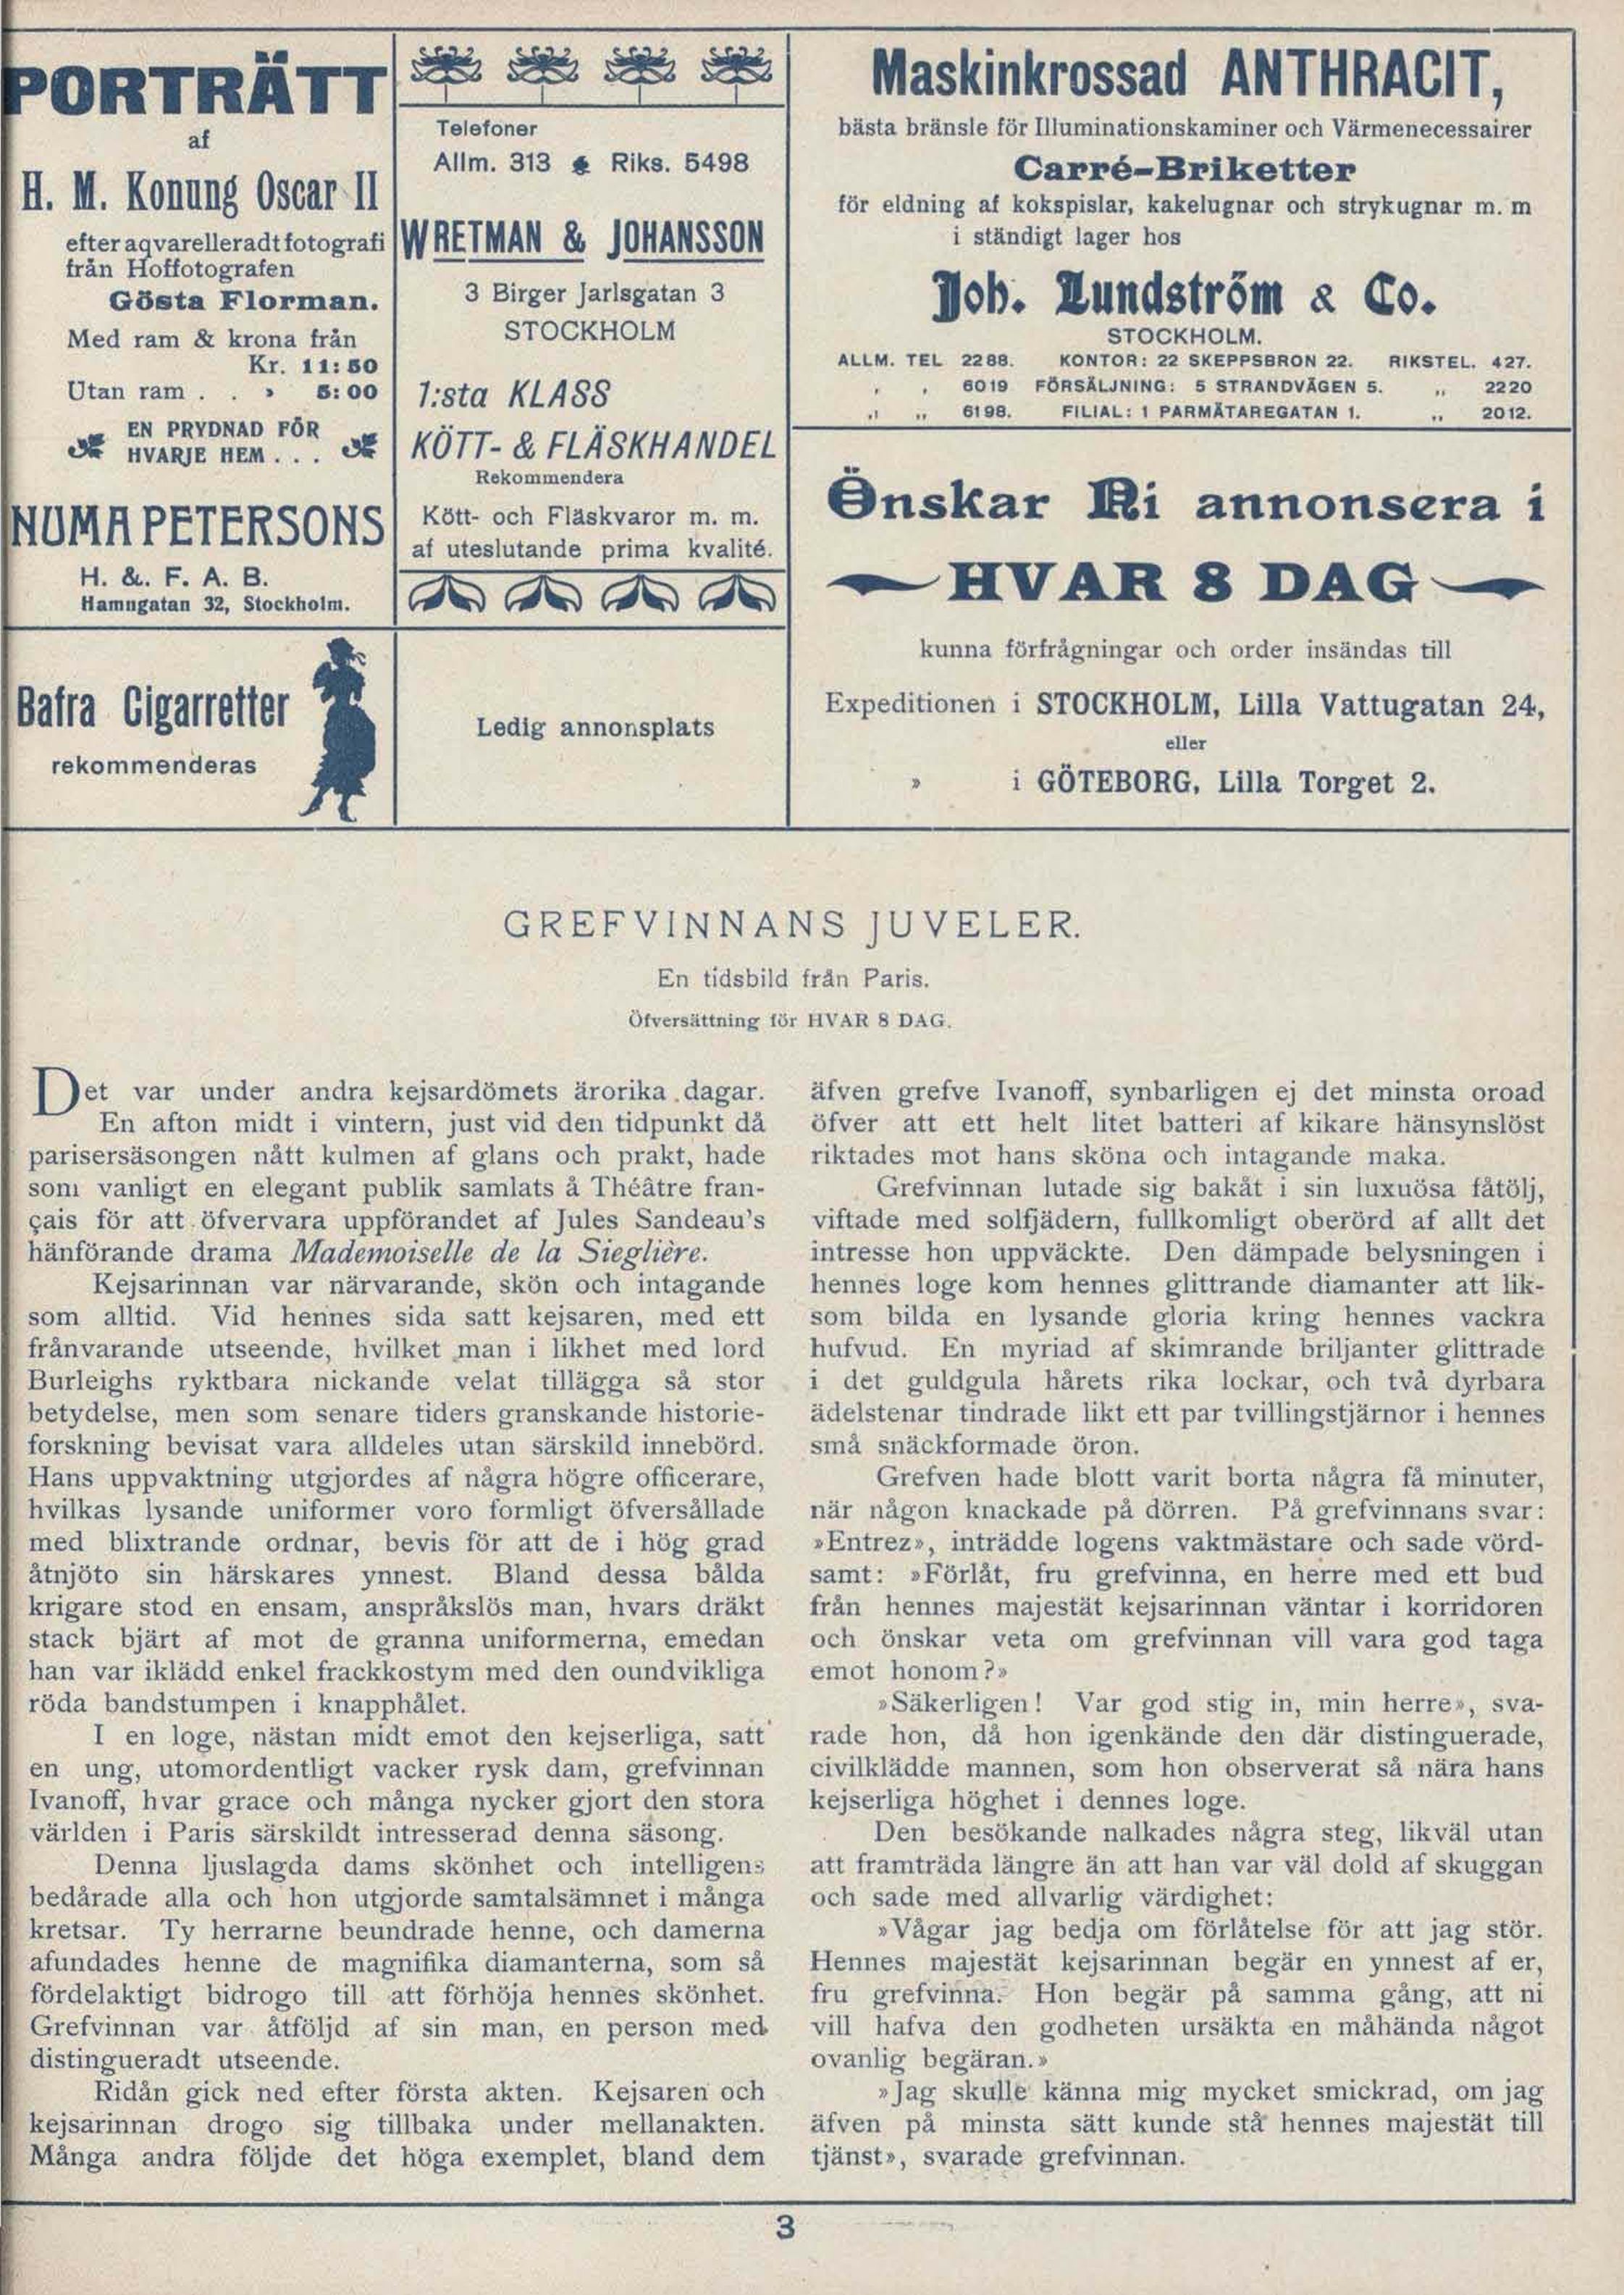 PORTRÄTT
af
H. M. Konung Oscar II
efter aqvarelleradt fotografi
från Hoffotografen
Gösta Florman.
Med ram & krona från
Kr. 11:50
Utan ram . . » 5:00
EN PRYDNAD FÖR
HVARJE HEM . . .
NUMA PETERSONS
H. &. F. A. B.
Hamngatan 32, Stockholm.
Telefoner
Allm. 313 Riks. 5498
WRETMAN & JOHANSSON
3 Birger Jarlsgatan 3
STOCKHOLM
1:sta KLASS
KÖTT- & FLÄSKHANDEL
Rekommendera
Kött- och Fläskvaror m. m.
af uteslutande prima kvalité.
Maskinkrossad ANTHRACIT,
bästa bränsle för Illuminationskaminer och Värmenecessairer
Carré-Briketter
för eldning af kokspislar, kakelugnar och strykugnar m. m
i ständigt lager hos
Joh. Lundström & Co.
STOCKHOLM.
ALLM. TEL 2288. KONTOR: 22 SKEPPSBRON 22. RIKSTEL. 427.
" " 6019 FÖRSÄLJNING: 5 STRANDVÄGEN 5. " 2220
" " 6198. FILIAL: 1 PARMÄTAREGATAN 1. " 2012.
Önskar Ni annonsera i
HVAR 8 DAG
kunna förfrågningar och order insändas till
Expeditionen i STOCKHOLM, Lilla Vattugatan 24,
eller
» i GÖTEBORG, Lilla Torget 2.
Bafra Cigarretter
rekommenderas
Ledig annonsplats
GREFVINNANS JUVELER.
En tidsbild från Paris.
Öfversättning för HVAR 8 DAG.
Det var under andra kejsardömets ärorika dagar.
En afton midt i vintern, just vid den tidpunkt då
parisersäsongen nått kulmen af glans och prakt, hade
som vanligt en elegant publik samlats å Théâtre fran-
çais för att öfvervara uppförandet af Jules Sandeau's
hänförande drama Mademoiselle de la Sieglière.
Kejsarinnan var närvarande, skön och intagande
som alltid. Vid hennes sida satt kejsaren, med ett
frånvarande utseende, hvilket man i likhet med lord
Burleighs ryktbara nickande velat tillägga så stor
betydelse, men som senare tiders granskande historie-
forskning bevisat vara alldeles utan särskild innebörd.
Hans uppvaktning utgjordes af några högre officerare,
hvilkas lysande uniformer voro formligt öfversållade
med blixtrande ordnar, bevis för att de i hög grad
åtnjöto sin härskares ynnest. Bland dessa bålda
krigare stod en ensam, anspråkslös man, hvars dräkt
stack bjärt af mot de granna uniformerna, emedan
han var iklädd enkel frackkostym med den oundvikliga
röda bandstumpen i knapphålet.
I en loge, nästan midt emot den kejserliga, satt
en ung, utomordentligt vacker rysk dam, grefvinnan
Ivanoff, hvar grace och många nycker gjort den stora
världen i Paris särskildt intresserad denna säsong.
Denna ljuslagda dams skönhet och intelligens
bedårade alla och hon utgjorde samtalsämnet i många
kretsar. Ty herrarne beundrade henne, och damerna
afundades henne de magnifika diamanterna, som så
fördelaktigt bidrogo till att förhöja hennes skönhet.
Grefvinnan var åtföljd af sin man, en person med
distingueradt utseende.
Ridån gick ned efter första akten. Kejsaren och
kejsarinnan drogo sig tillbaka under mellanakten.
Många andra följde det höga exemplet, bland dem
äfven grefve Ivanoff, synbarligen ej det minsta oroad
öfver att ett helt litet batteri af kikare hänsynslöst
riktades mot hans sköna och intagande maka.
Grefvinnan lutade sig bakåt i sin luxuösa fåtölj,
viftade med solfjädern, fullkomligt oberörd af allt det
intresse hon uppväckte. Den dämpade belysningen i
hennes loge kom hennes glittrande diamanter att lik-
som bilda en lysande gloria kring hennes vackra
hufvud. En myriad af skimrande briljanter glittrade
i det guldgula hårets rika lockar, och två dyrbara
ädelstenar tindrade likt ett par tvillingstjärnor i hennes
små snäckformade öron.
Grefven hade blott varit borta några få minuter,
när någon knackade på dörren. På grefvinnans svar:
»Entrez», inträdde logens vaktmästare och sade vörd-
samt: »Förlåt, fru grefvinna, en herre med ett bud
från hennes majestät kejsarinnan väntar i korridoren
och önskar veta om grefvinnan vill vara god taga
emot honom?»
»Säkerligen! Var god stig in, min herre», sva-
rade hon, då hon igenkände den där distinguerade,
civilklädde mannen, som hon observerat så nära hans
kejserliga höghet i dennes loge.
Den besökande nalkades några steg, likväl utan
att framträda längre än att han var väl dold af skuggan
och sade med allvarlig värdighet:
»Vågar jag bedja om förlåtelse för att jag stör.
Hennes majestät kejsarinnan begär en ynnest af er,
fru grefvinna. Hon begär på samma gång, att ni
vill hafva den godheten ursäkta en måhända något
ovanlig begäran.»
»Jag skulle känna mig mycket smickrad, om jag
äfven på minsta sätt kunde stå hennes majestät till
tjänst», svarade grefvinnan.
3